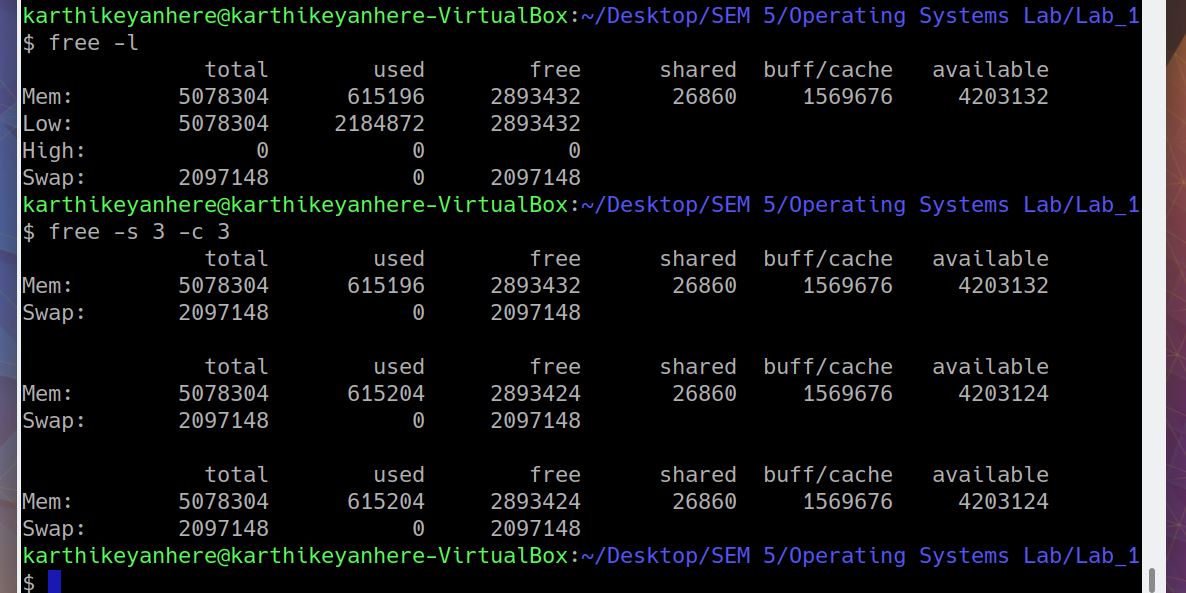 karthikeyanhere@karthikeyanhere-VirtualBox:~/Desktop/SEM 5/Operating Systems Lab/Lab_1
$ free -l
total used free shared buff/cache available
Mem: 5078304 615196 2893432 26860 1569676 4203132
Low: 5078304 2184872 2893432
High: 0 0 0
Swap: 2097148 0 2097148
karthikeyanhere@karthikeyanhere-VirtualBox:~/Desktop/SEM 5/Operating Systems Lab/Lab_1
$ free -s 3 -c 3
total used free shared buff/cache available
Mem: 5078304 615196 2893432 26860 1569676 4203132
Swap: 2097148 0 2097148
total used free shared buff/cache available
Mem: 5078304 615204 2893424 26860 1569676 4203124
Swap: 2097148 0 2097148
total used free shared buff/cache available
Mem: 5078304 615204 2893424 26860 1569676 4203124
Swap: 2097148 0 2097148
karthikeyanhere@karthikeyanhere-VirtualBox:~/Desktop/SEM 5/Operating Systems Lab/Lab_1
$